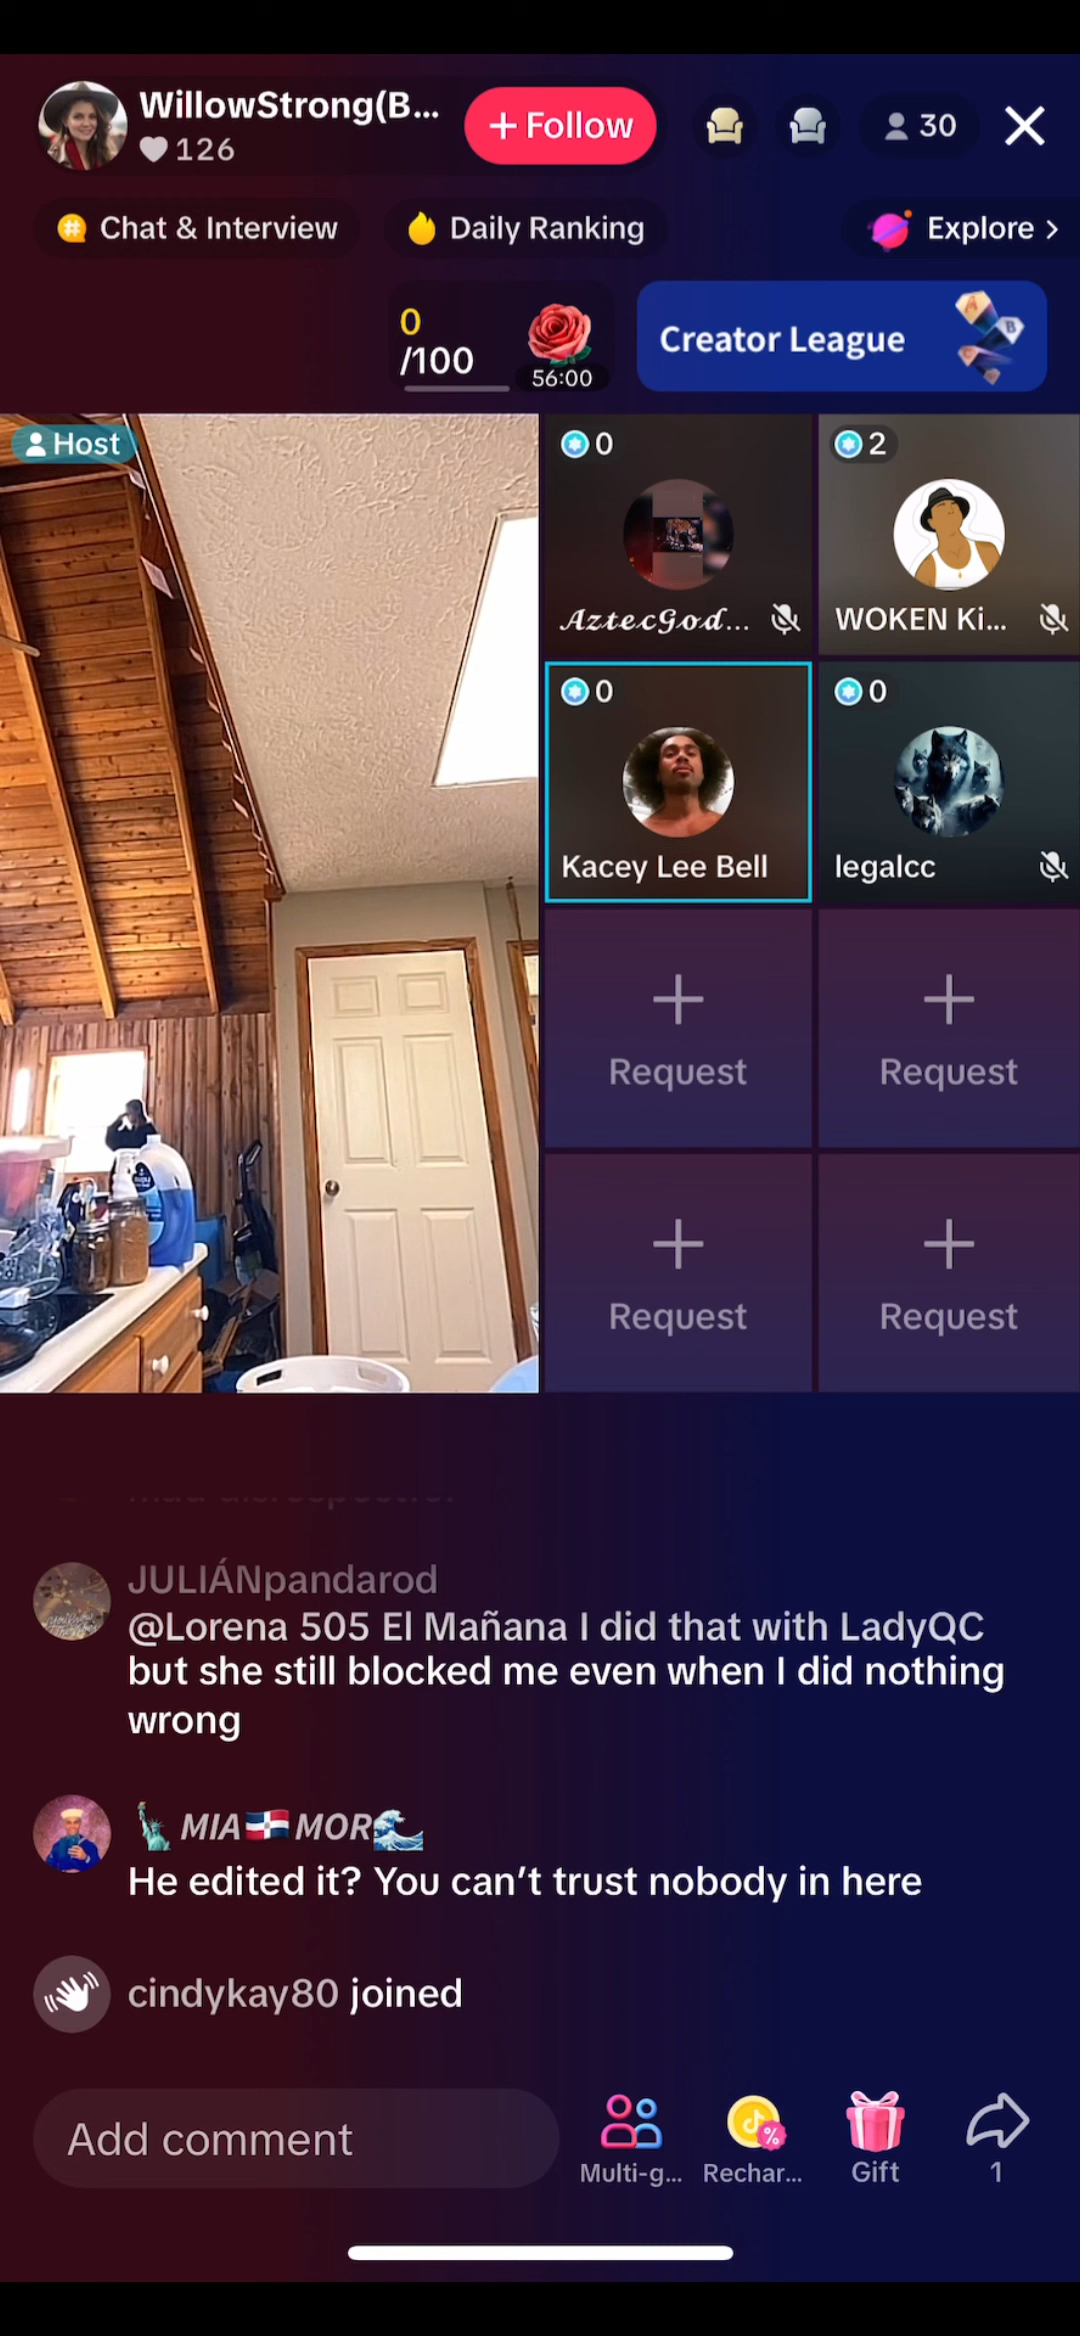 WillowStrong(B...
126
+ Follow
30
Chat & Interview
Daily Ranking
Explore >
0
/100
56:00
Creator League
Host
0
2
AztecGod...
WOKEN Ki...
0
0
Kacey Lee Bell
legalcc
Request
Request
Request
Request
JULIÁNpandarod
@Lorena 505 El Mañana I did that with LadyQC
but she still blocked me even when I did nothing
wrong
🗽 MIA🇩🇴MOR🌊
He edited it? You can't trust nobody in here
cindykay80 joined
Add comment
Multi-g...
Rechar...
Gift
1